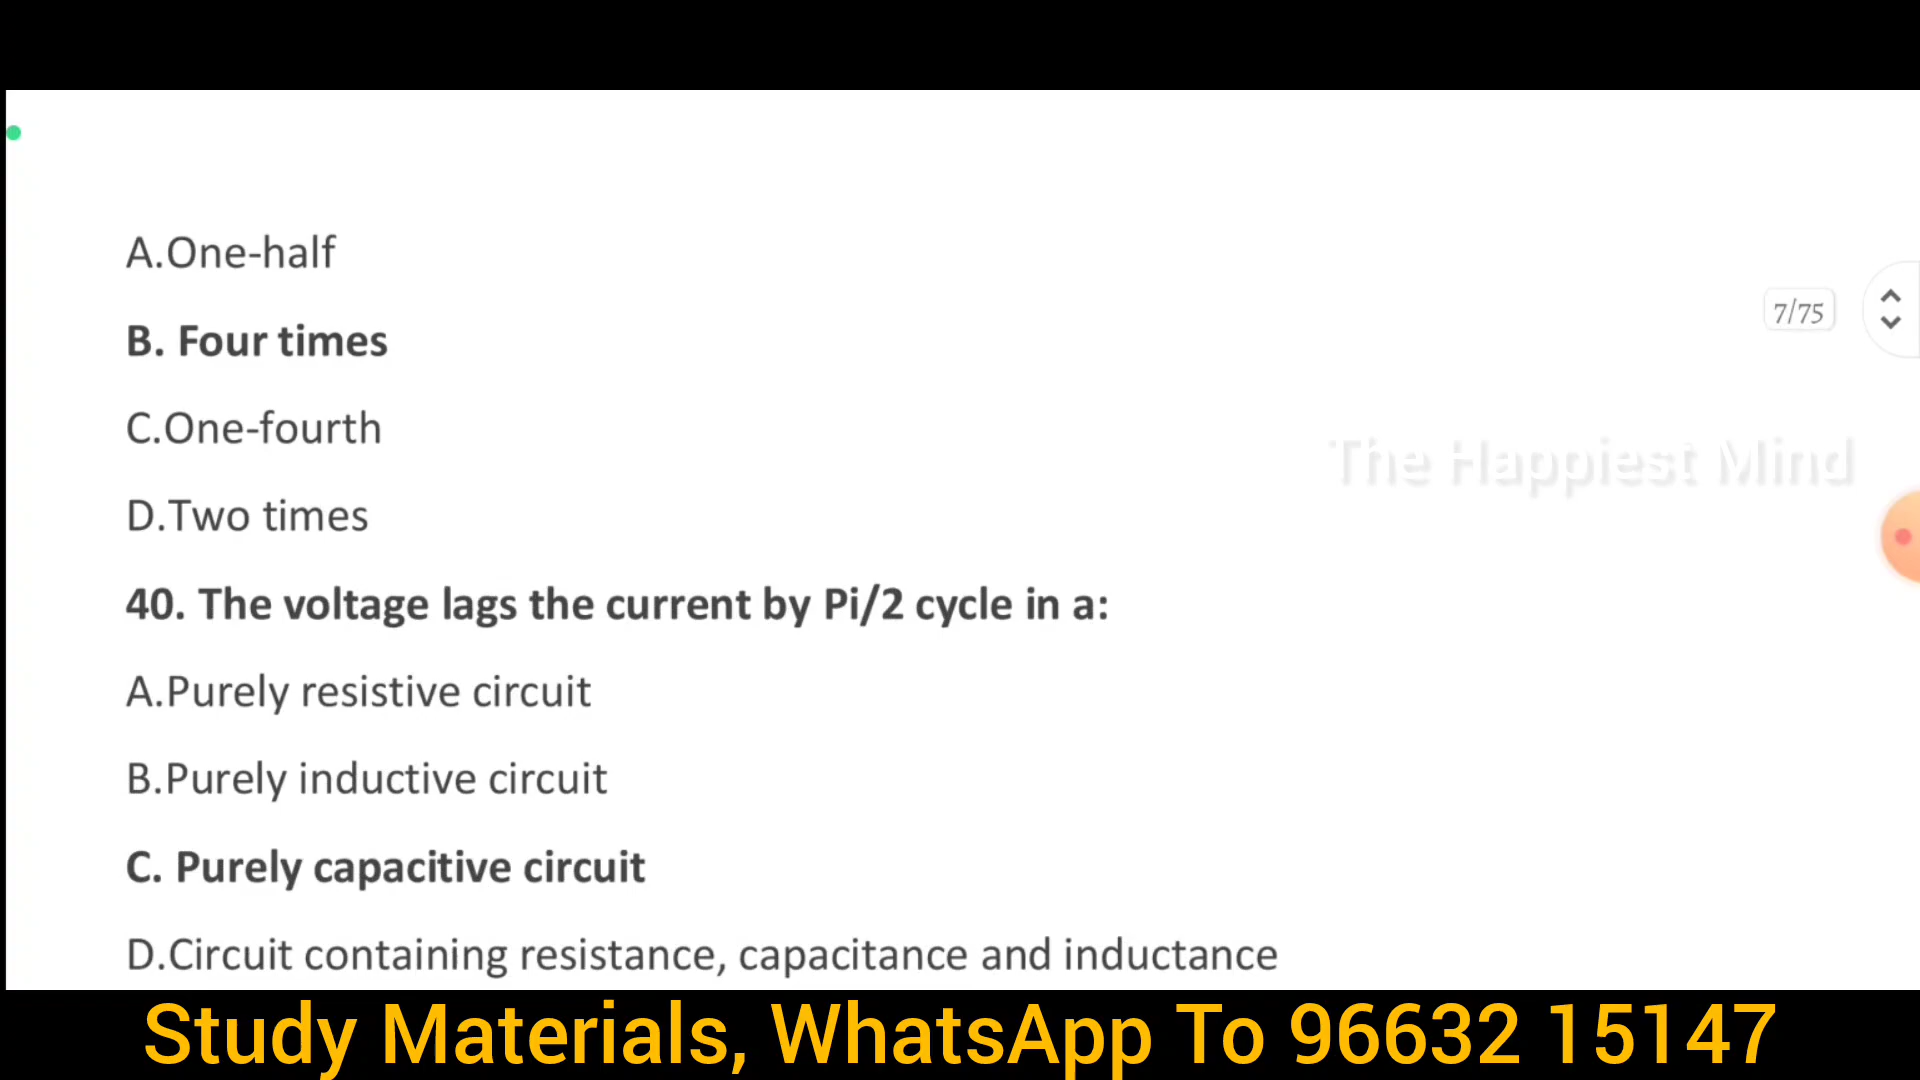 A.One-half
B. Four times
7/75
C.One-fourth
The Happiest Mind
D.Two times
40. The voltage lags the current by Pi/2 cycle in a:
A.Purely resistive circuit
B.Purely inductive circuit
C. Purely capacitive circuit
D.Circuit containing resistance, capacitance and inductance
Study Materials, WhatsApp To 96632 15147